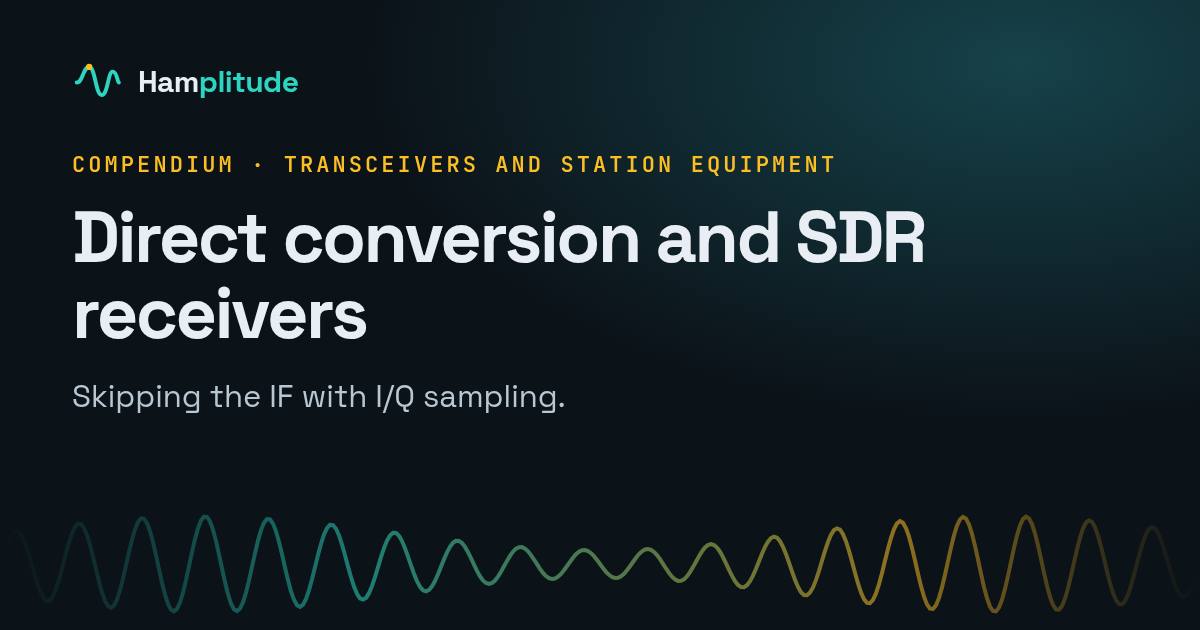 Hamplitude
COMPENDIUM · TRANSCEIVERS AND STATION EQUIPMENT
Direct conversion and SDR
receivers
Skipping the IF with I/Q sampling.